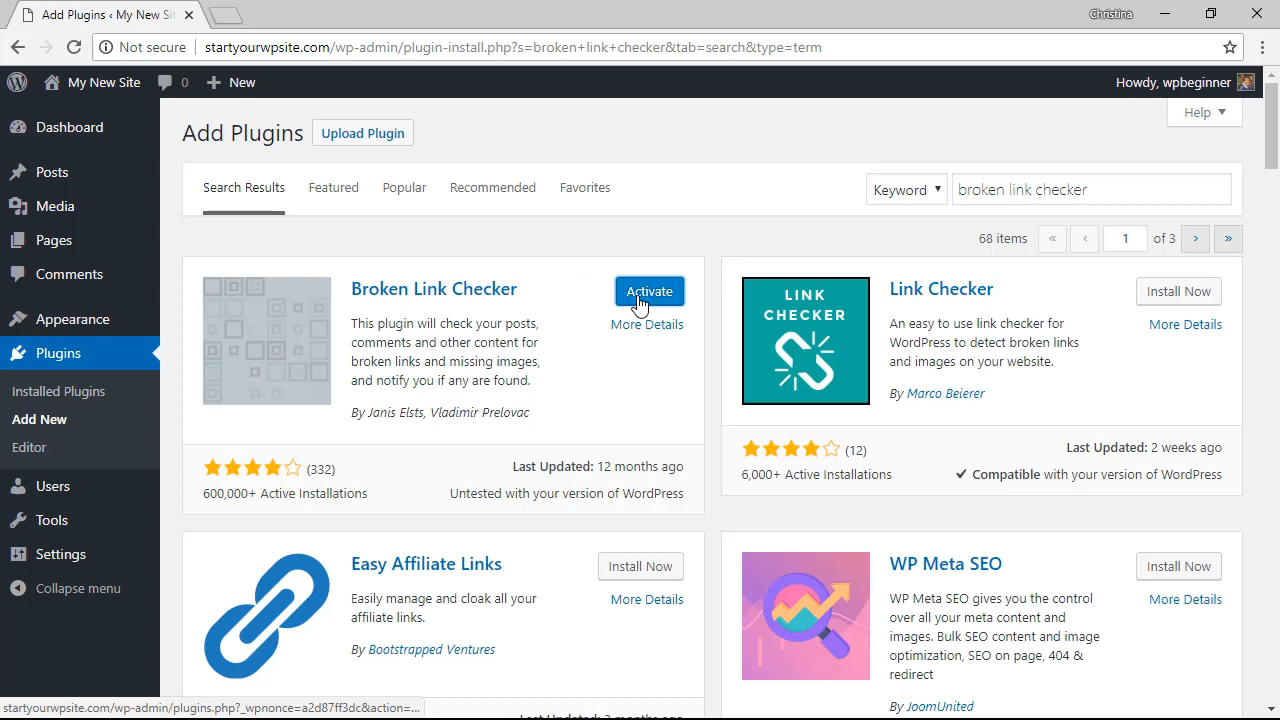 Add Plugins ‹ My New Sit
Christina
Not secure
startyourwpsite.com/wp-admin/plugin-install.php?s=broken+link+checker&tab=search&type=term
My New Site
0
New
Howdy, wpbeginner
Dashboard
Posts
Media
Pages
Comments
Appearance
Plugins
Installed Plugins
Add New
Editor
Users
Tools
Settings
Collapse menu
Help
Add Plugins
Upload Plugin
Search Results
Featured
Popular
Recommended
Favorites
Keyword
broken link checker
68 items
«
‹
1
of 3
›
»
Broken Link Checker
Activate
More Details
This plugin will check your posts,
comments and other content for
broken links and missing images,
and notify you if any are found.
By Janis Elsts, Vladimir Prelovac
(332)
Last Updated: 12 months ago
600,000+ Active Installations
Untested with your version of WordPress
LINK
CHECKER
Link Checker
Install Now
More Details
An easy to use link checker for
WordPress to detect broken links
and images on your website.
By Marco Beierer
(12)
Last Updated: 2 weeks ago
6,000+ Active Installations
Compatible with your version of WordPress
Easy Affiliate Links
Install Now
More Details
Easily manage and cloak all your
affiliate links.
By Bootstrapped Ventures
WP Meta SEO
Install Now
More Details
WP Meta SEO gives you the control
over all your meta content and
images. Bulk SEO content and image
optimization, SEO on page, 404 &
redirect
By JoomUnited
startyourwpsite.com/wp-admin/plugins.php?_wpnonce=a2d87ff3dc&action=...
Last Updated: 2 months ago